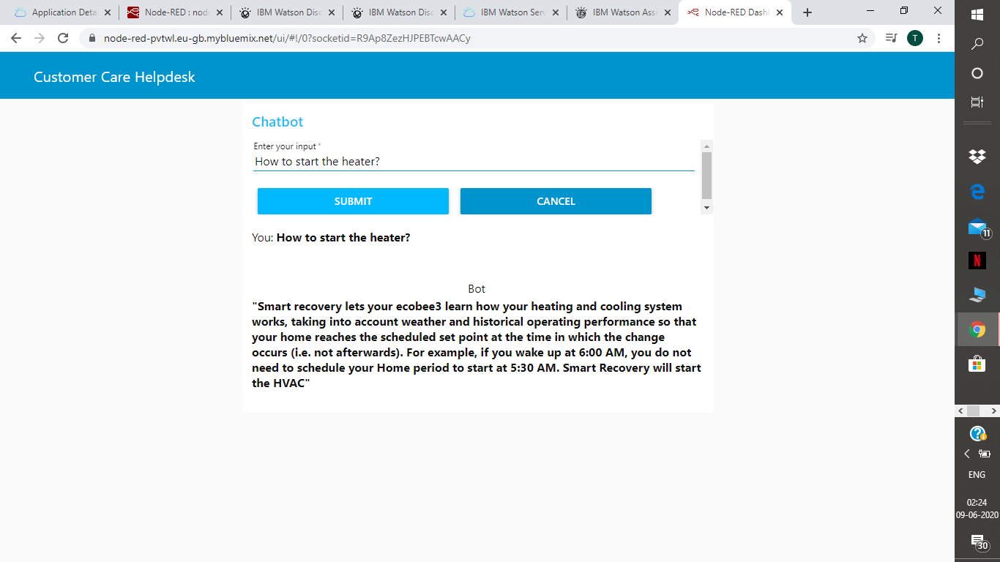 Application Deta
Node-RED : node
IBM Watson Disc
IBM Watson Disc
IBM Watson Serv
IBM Watson Assi
Node-RED Dashb
node-red-pvtwl.eu-gb.mybluemix.net/ui/#!/0?socketid=R9Ap8ZezHJPEBTcwAACy
T
Customer Care Helpdesk
Chatbot
Enter your input *
How to start the heater?
SUBMIT
CANCEL
You: How to start the heater?
Bot
"Smart recovery lets your ecobee3 learn how your heating and cooling system
works, taking into account weather and historical operating performance so that
your home reaches the scheduled set point at the time in which the change
occurs (i.e. not afterwards). For example, if you wake up at 6:00 AM, you do not
need to schedule your Home period to start at 5:30 AM. Smart Recovery will start
the HVAC"
11
N
ENG
02:24
09-06-2020
30